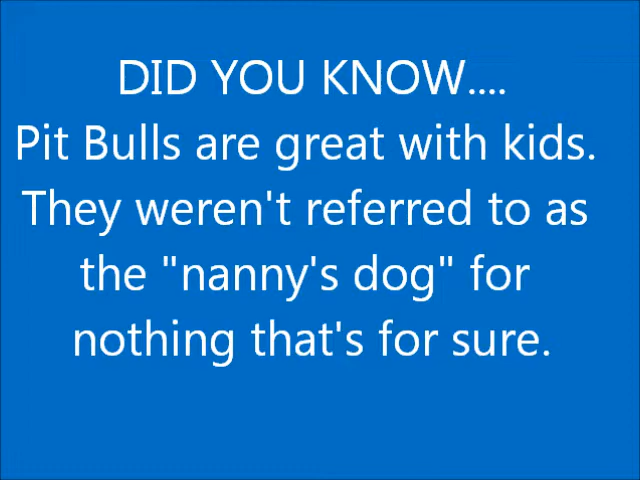 DID YOU KNOW....
Pit Bulls are great with kids.
They weren't referred to as
the "nanny's dog" for
nothing that's for sure.